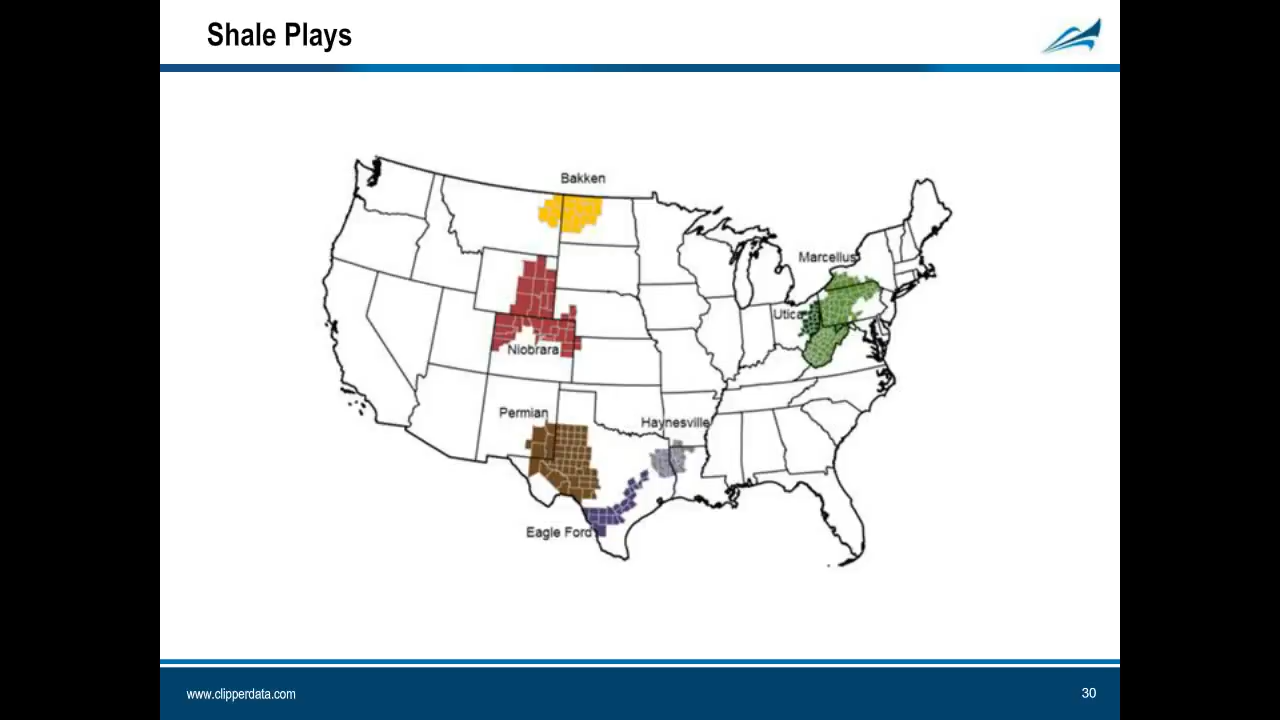 Shale Plays
Bakken
Marcellus
Utica
Niobrara
Permian
Haynesville
Eagle Ford
www.clipperdata.com
30